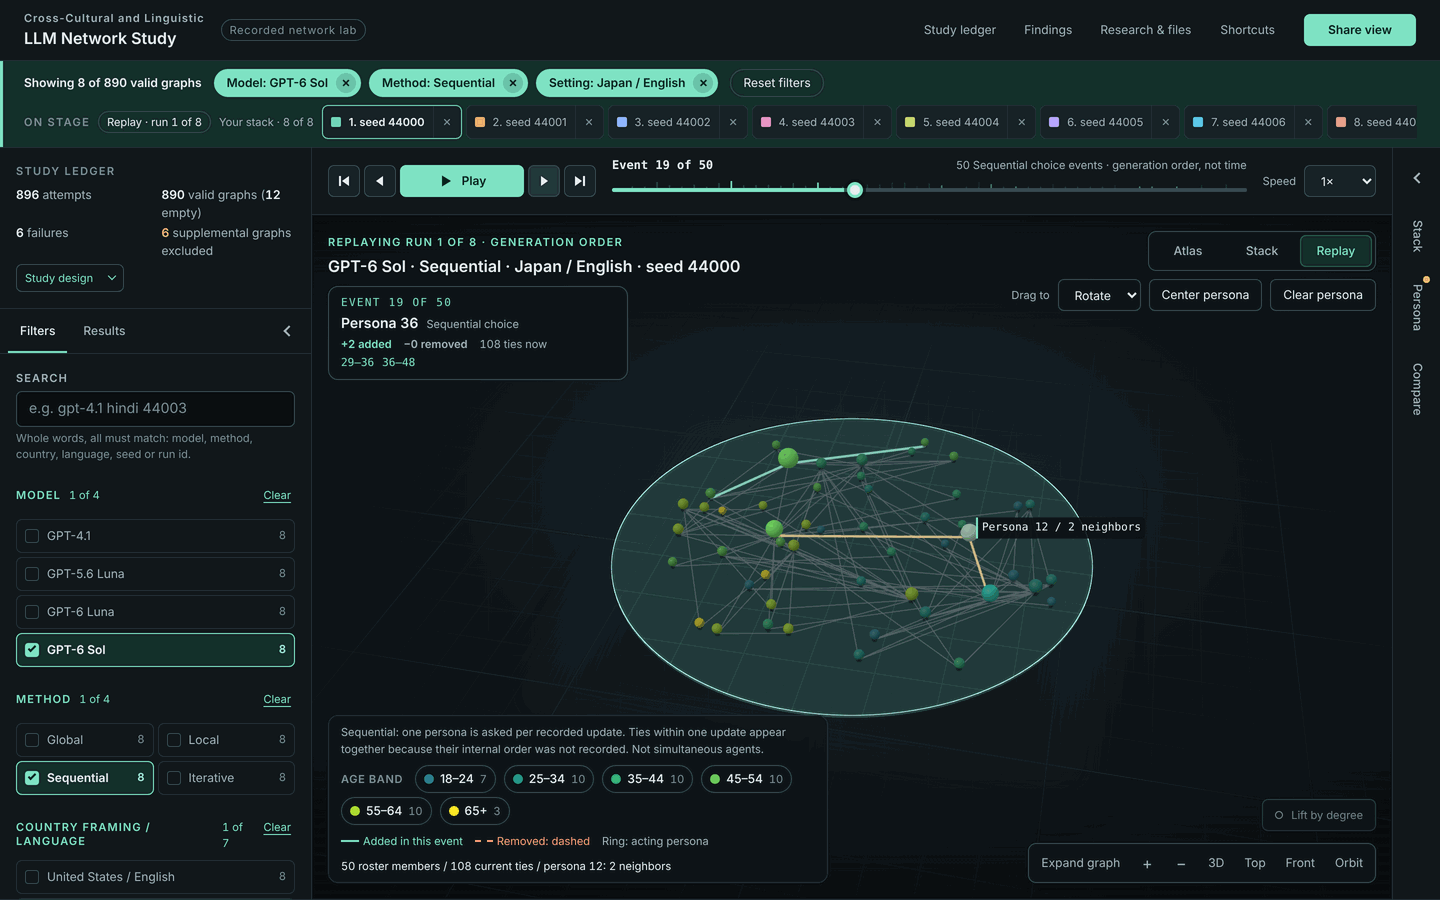 Cross-Cultural and Linguistic
LLM Network Study
Recorded network lab
Study ledger
Findings
Research & files
Shortcuts
Share view
Showing 8 of 890 valid graphs
Model: GPT-6 Sol ×
Method: Sequential ×
Setting: Japan / English ×
Reset filters
ON STAGE
Replay · run 1 of 8
Your stack · 8 of 8
1. seed 44000 ×
2. seed 44001 ×
3. seed 44002 ×
4. seed 44003 ×
5. seed 44004 ×
6. seed 44005 ×
7. seed 44006 ×
8. seed 440
STUDY LEDGER
896 attempts
890 valid graphs (12
empty)
6 failures
6 supplemental graphs
excluded
Study design
Filters
Results
SEARCH
e.g. gpt-4.1 hindi 44003
Whole words, all must match: model, method,
country, language, seed or run id.
MODEL 1 of 4
Clear
GPT-4.1 8
GPT-5.6 Luna 8
GPT-6 Luna 8
GPT-6 Sol 8
METHOD 1 of 4
Clear
Global 8
Local 8
Sequential 8
Iterative 8
COUNTRY FRAMING /
LANGUAGE
1 of
7
Clear
United States / English 8
Play
Event 19 of 50
50 Sequential choice events · generation order, not time
Speed
1×
REPLAYING RUN 1 OF 8 · GENERATION ORDER
GPT-6 Sol · Sequential · Japan / English · seed 44000
Atlas
Stack
Replay
Drag to
Rotate
Center persona
Clear persona
EVENT 19 OF 50
Persona 36 Sequential choice
+2 added −0 removed 108 ties now
29—36 36—48
Persona 12 / 2 neighbors
Sequential: one persona is asked per recorded update. Ties within one update appear
together because their internal order was not recorded. Not simultaneous agents.
AGE BAND
18–24 7
25–34 10
35–44 10
45–54 10
55–64 10
65+ 3
Added in this event
Removed: dashed
Ring: acting persona
50 roster members / 108 current ties / persona 12: 2 neighbors
Lift by degree
Expand graph
+
−
3D
Top
Front
Orbit
Stack
Persona
Compare